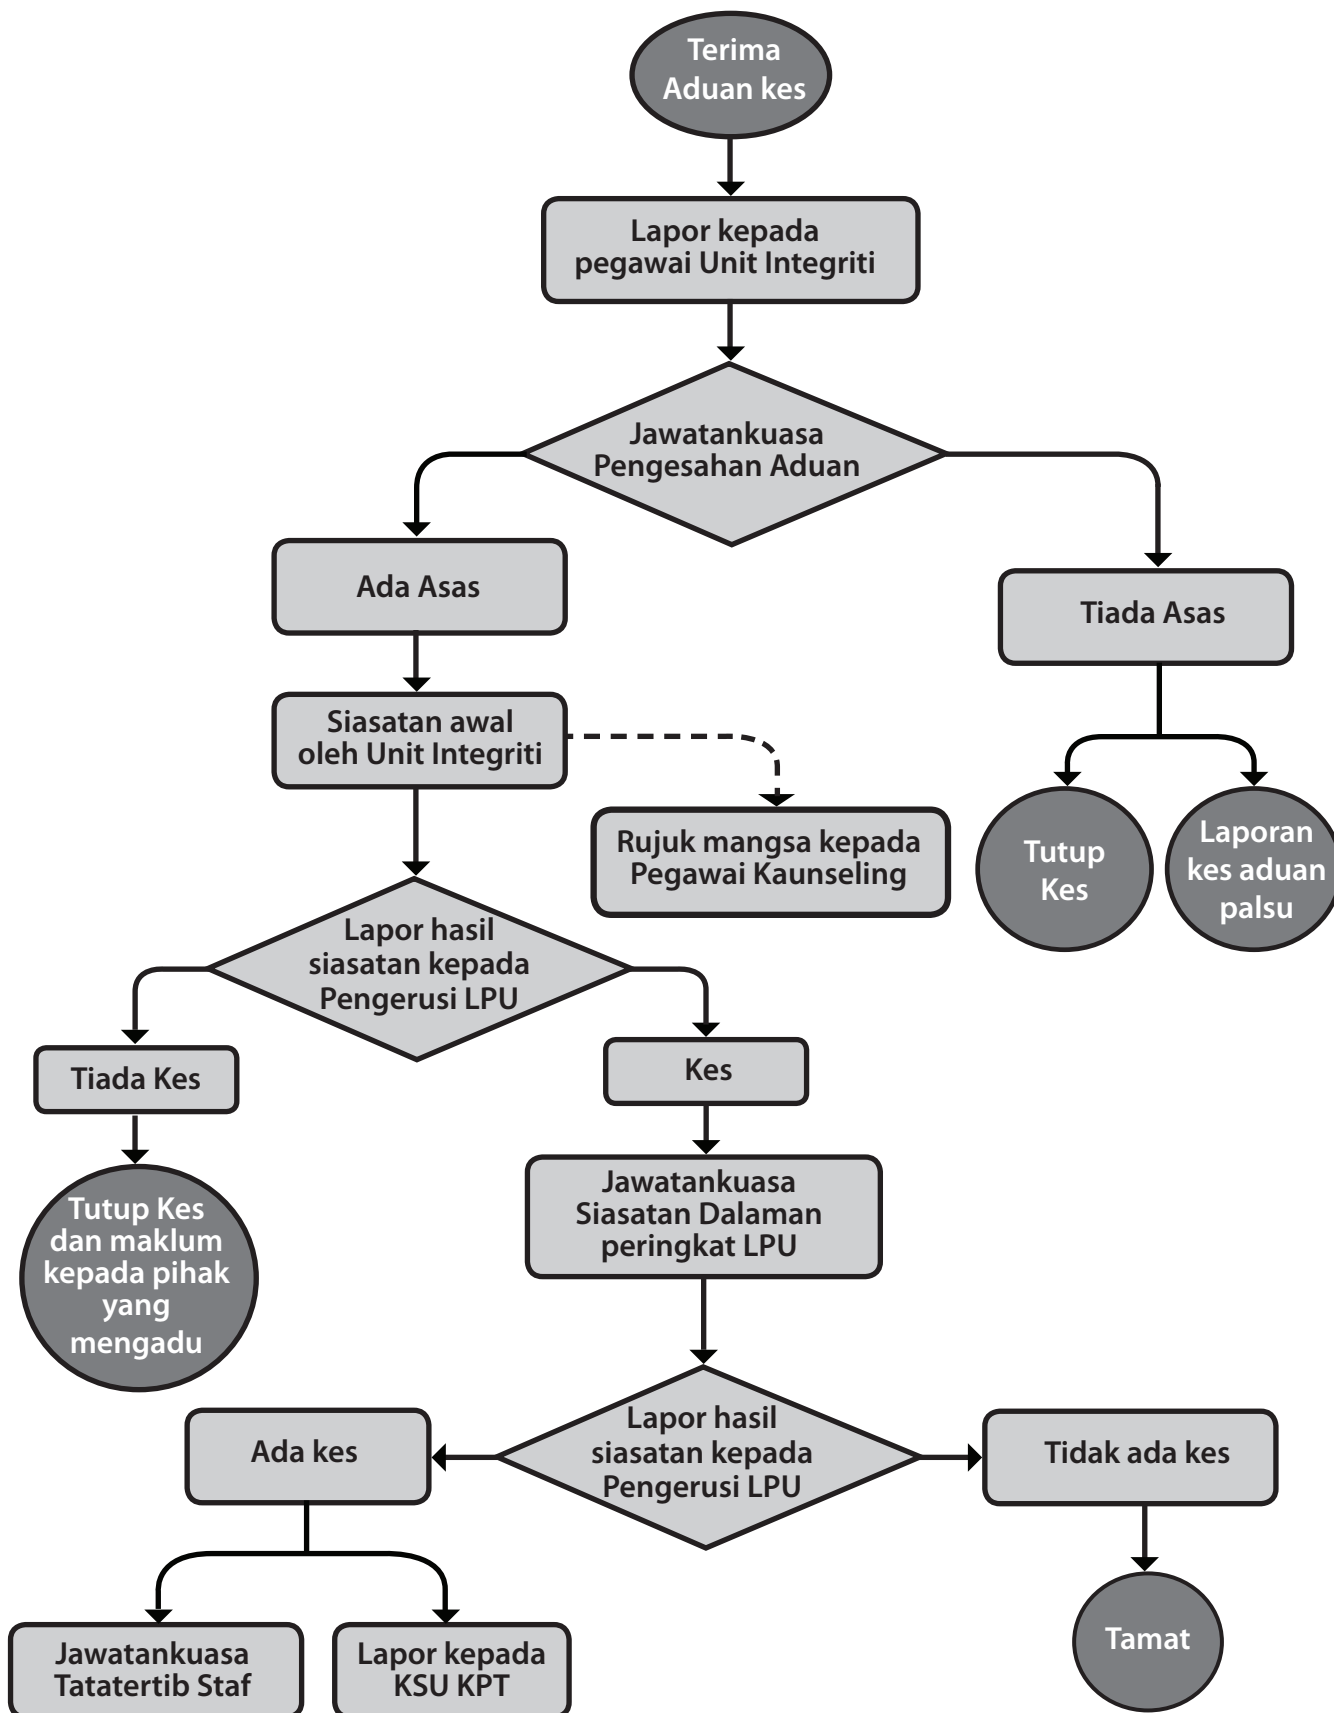 Terima
Aduan kes
Lapor kepada
pegawai Unit Integriti
Jawatankuasa
Pengesahan Aduan
Ada Asas
Tiada Asas
Siasatan awal
oleh Unit Integriti
Rujuk mangsa kepada
Pegawai Kaunseling
Tutup
Kes
Laporan
kes aduan
palsu
Lapor hasil
siasatan kepada
Pengerusi LPU
Tiada Kes
Kes
Tutup Kes
dan maklum
kepada pihak
yang
mengadu
Jawatankuasa
Siasatan Dalaman
peringkat LPU
Lapor hasil
siasatan kepada
Pengerusi LPU
Ada kes
Tidak ada kes
Jawatankuasa
Tatatertib Staf
Lapor kepada
KSU KPT
Tamat